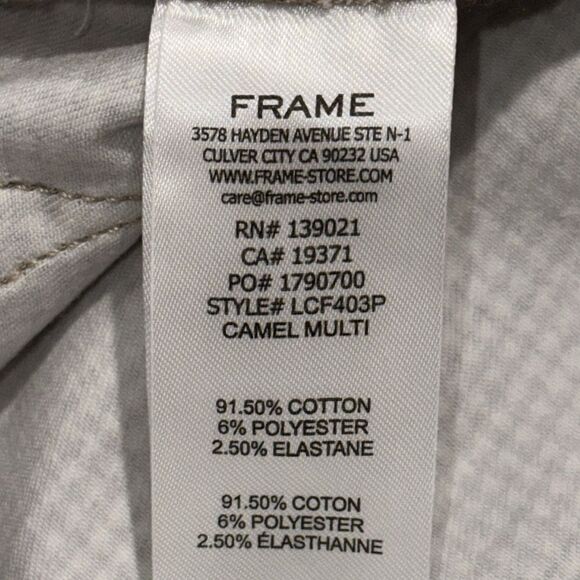 FRAME
3578 HAYDEN AVENUE STE N-1
CULVER CITY CA 90232 USA
WWW.FRAME-STORE.COM
care@frame-store.com
RN# 139021
CA# 19371
PO# 1790700
STYLE# LCF403P
CAMEL MULTI
91.50% COTTON
6% POLYESTER
2.50% ELASTANE
91.50% COTON
6% POLYESTER
2.50% ÉLASTHANNE